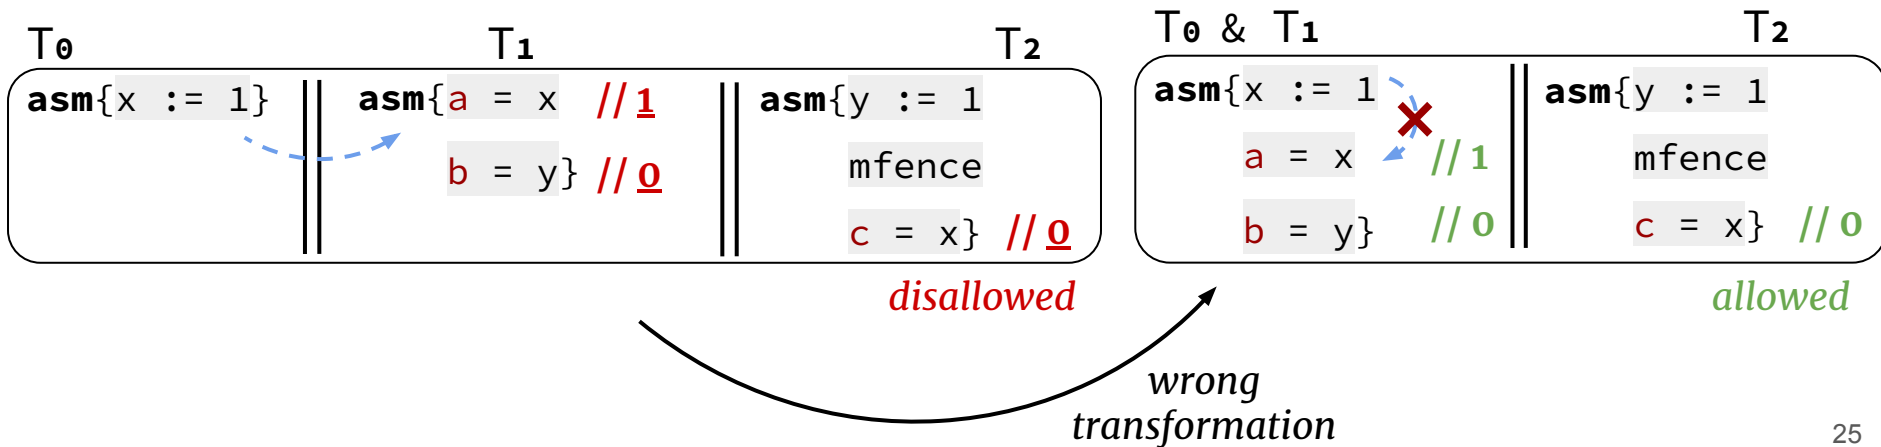 T0 T1 T2
asm{x := 1} asm{a = x //1 asm{y := 1
b = y} //0 mfence
c = x} //0
disallowed
T0 & T1 T2
asm{x := 1 asm{y := 1
a = x //1 mfence
b = y} //0 c = x} //0
allowed
wrong
transformation
25